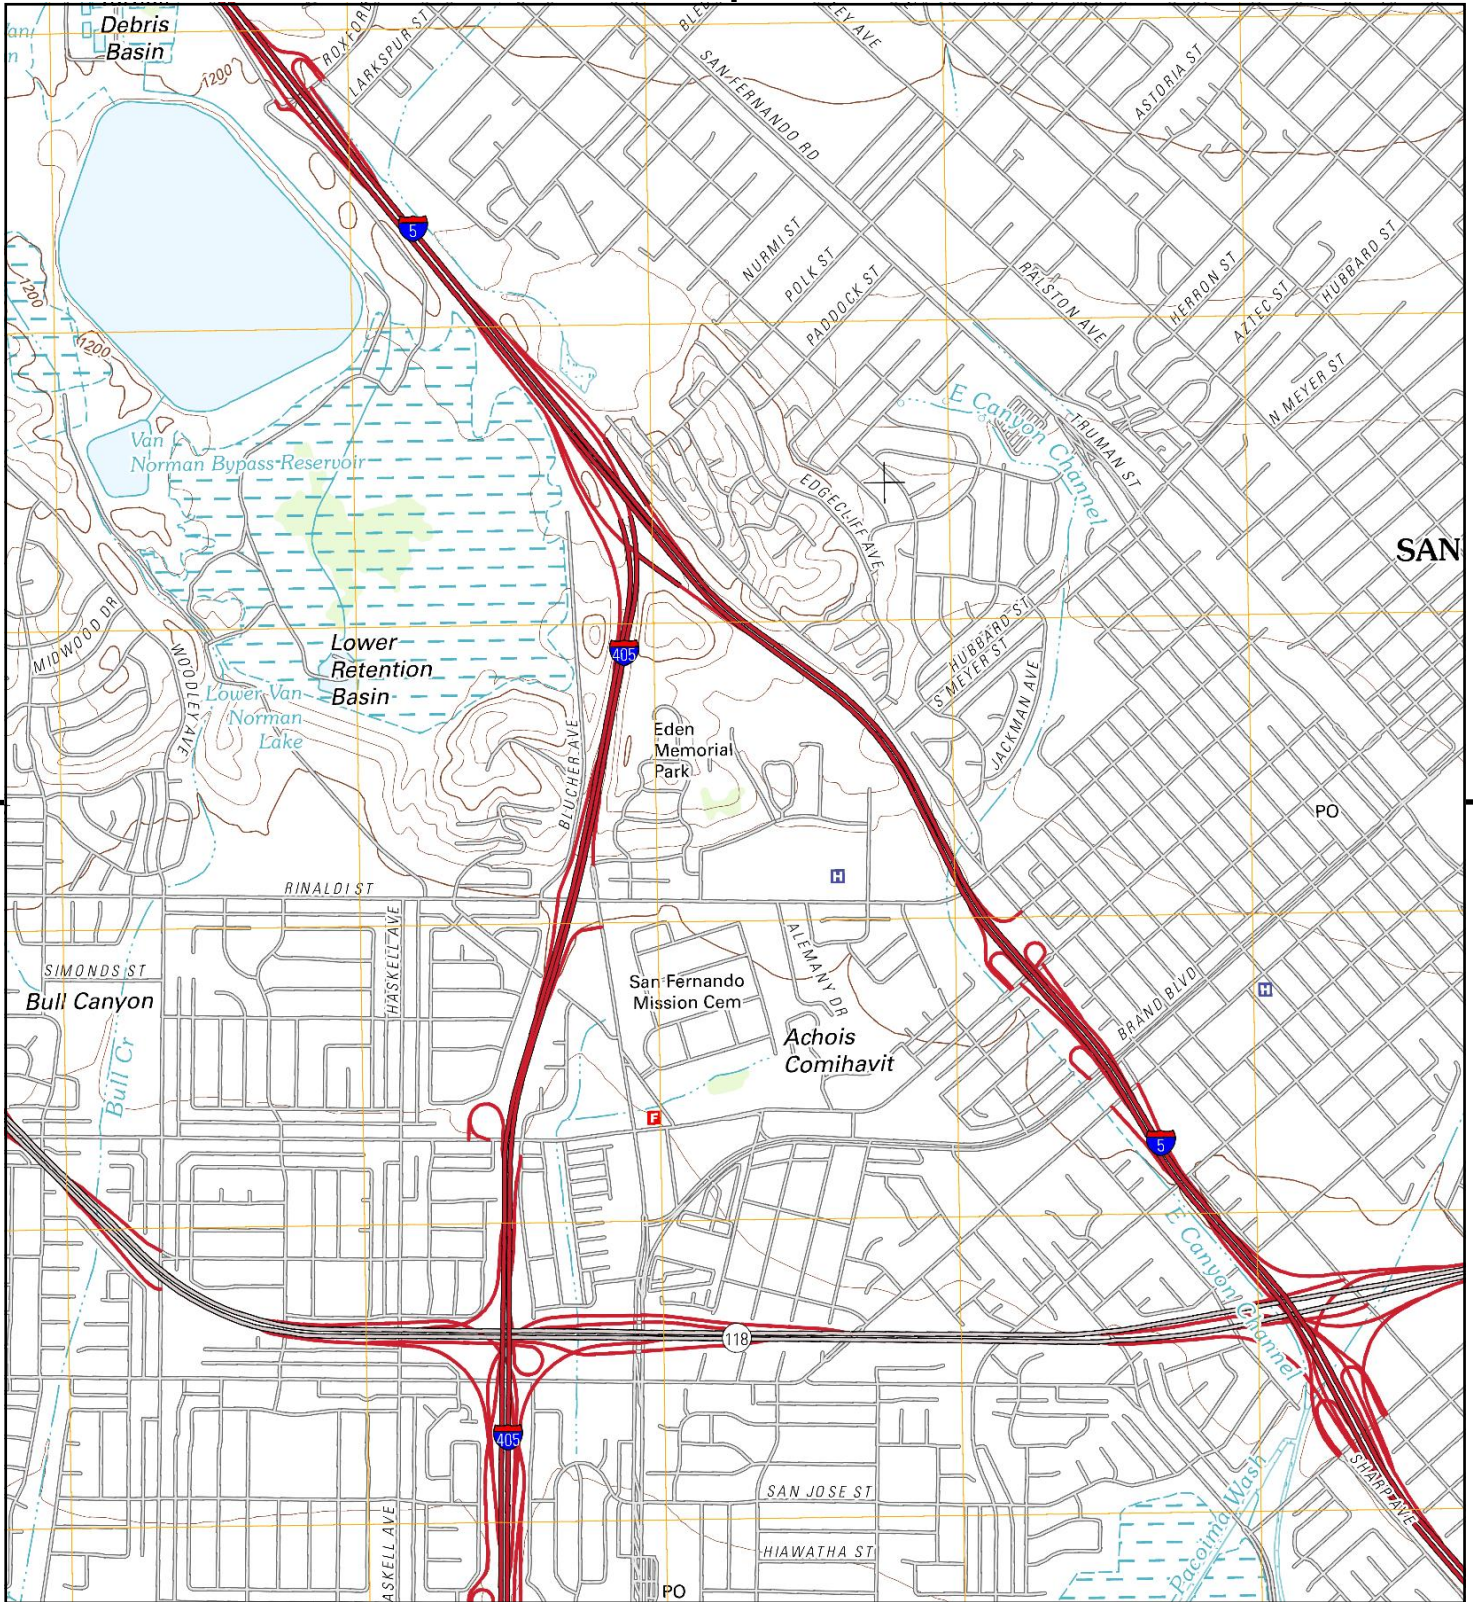 Debris
Basin
LARKSPUR ST
1200
SAN FERNANDO RD
ASTORIA ST
5
1200
NURMI ST
POLK ST
PADDOCK ST
RALSTON AVE
HERRON ST
AZTEC ST
HUBBARD ST
1200
N MEYER ST
E Canyon Channel
TRUMAN ST
Van
Norman Bypass Reservoir
EDGECLIFF AVE
SAN
MIDWOOD DR
WOODLEY AVE
Lower
Retention
Basin
405
HUBBARD ST
S MEYER ST
JACKMAN AVE
Lower Van
Norman
Lake
BLUCHER AVE
Eden
Memorial
Park
PO
H
RINALDI ST
HASKELL AVE
ALEMANY DR
SIMONDS ST
Bull Canyon
San Fernando
Mission Cem
H
BRAND BLVD
Achois
Comihavit
Bull Cr
F
5
E Canyon Channel
118
405
SHARP AVE
SAN JOSE ST
Pacoima Wash
HIAWATHA ST
PO